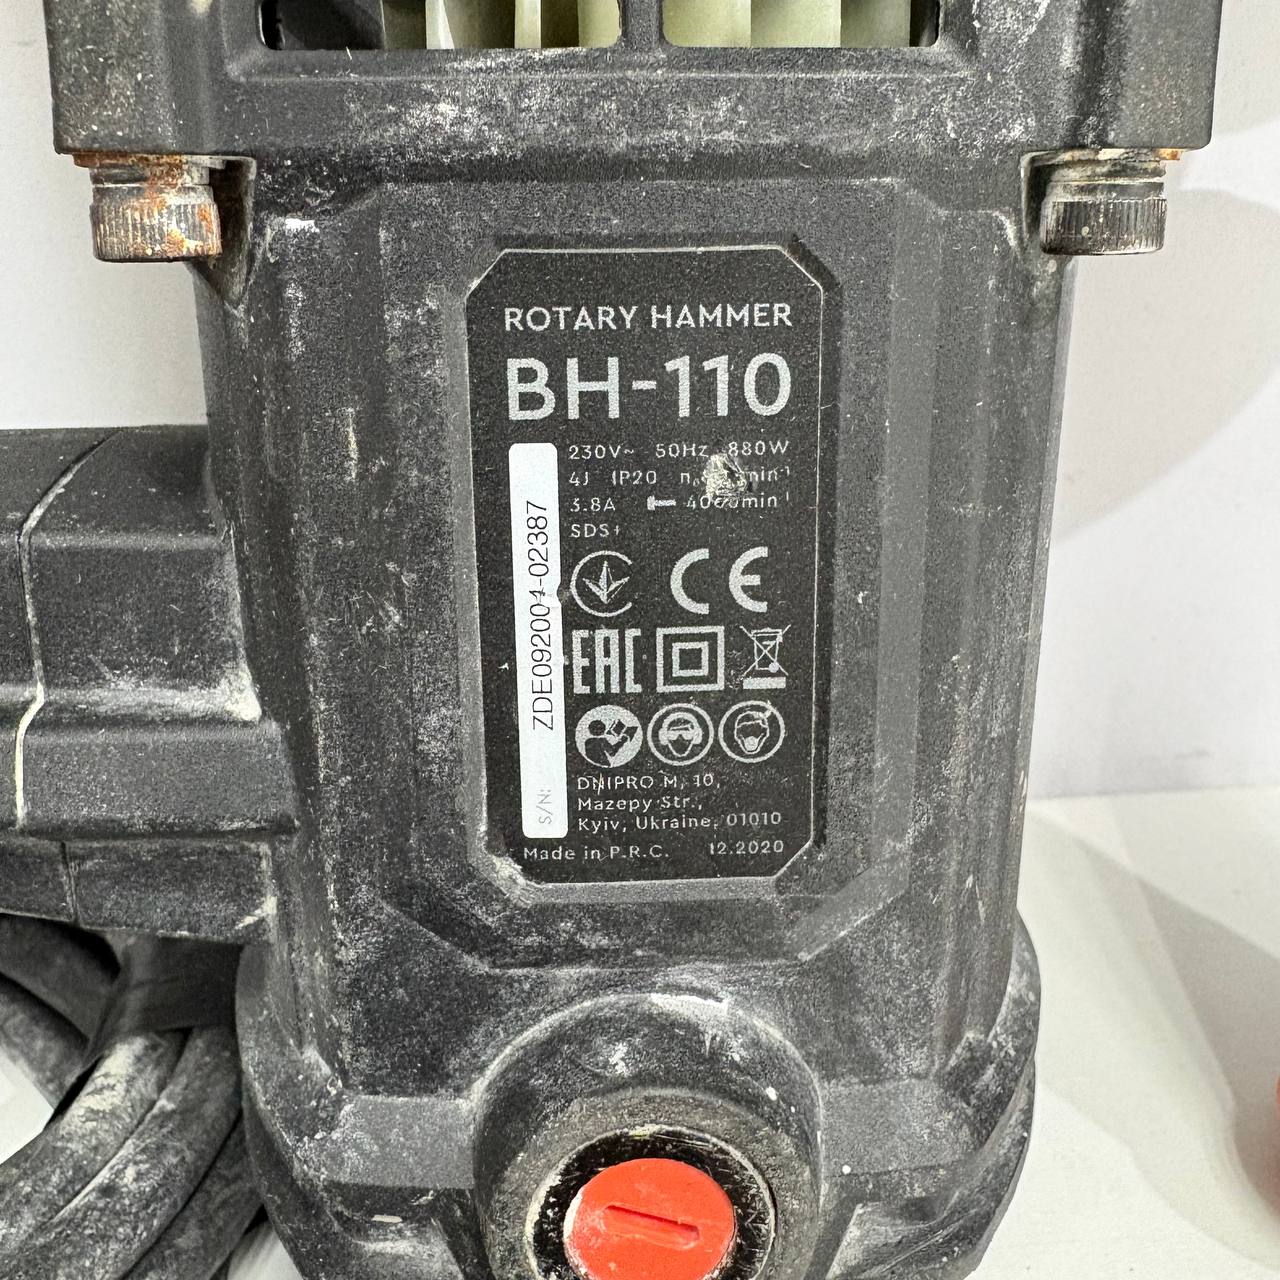 ROTARY HAMMER
BH-110
230V~ 50Hz 880W
4J IP20
3.8A
SDS+
CE
EAC
ZDE092004-02387
S/N:
DNIPRO M, 10,
Mazepy Str.,
Kyiv, Ukraine, 01010
Made in P.R.C. 12.2020